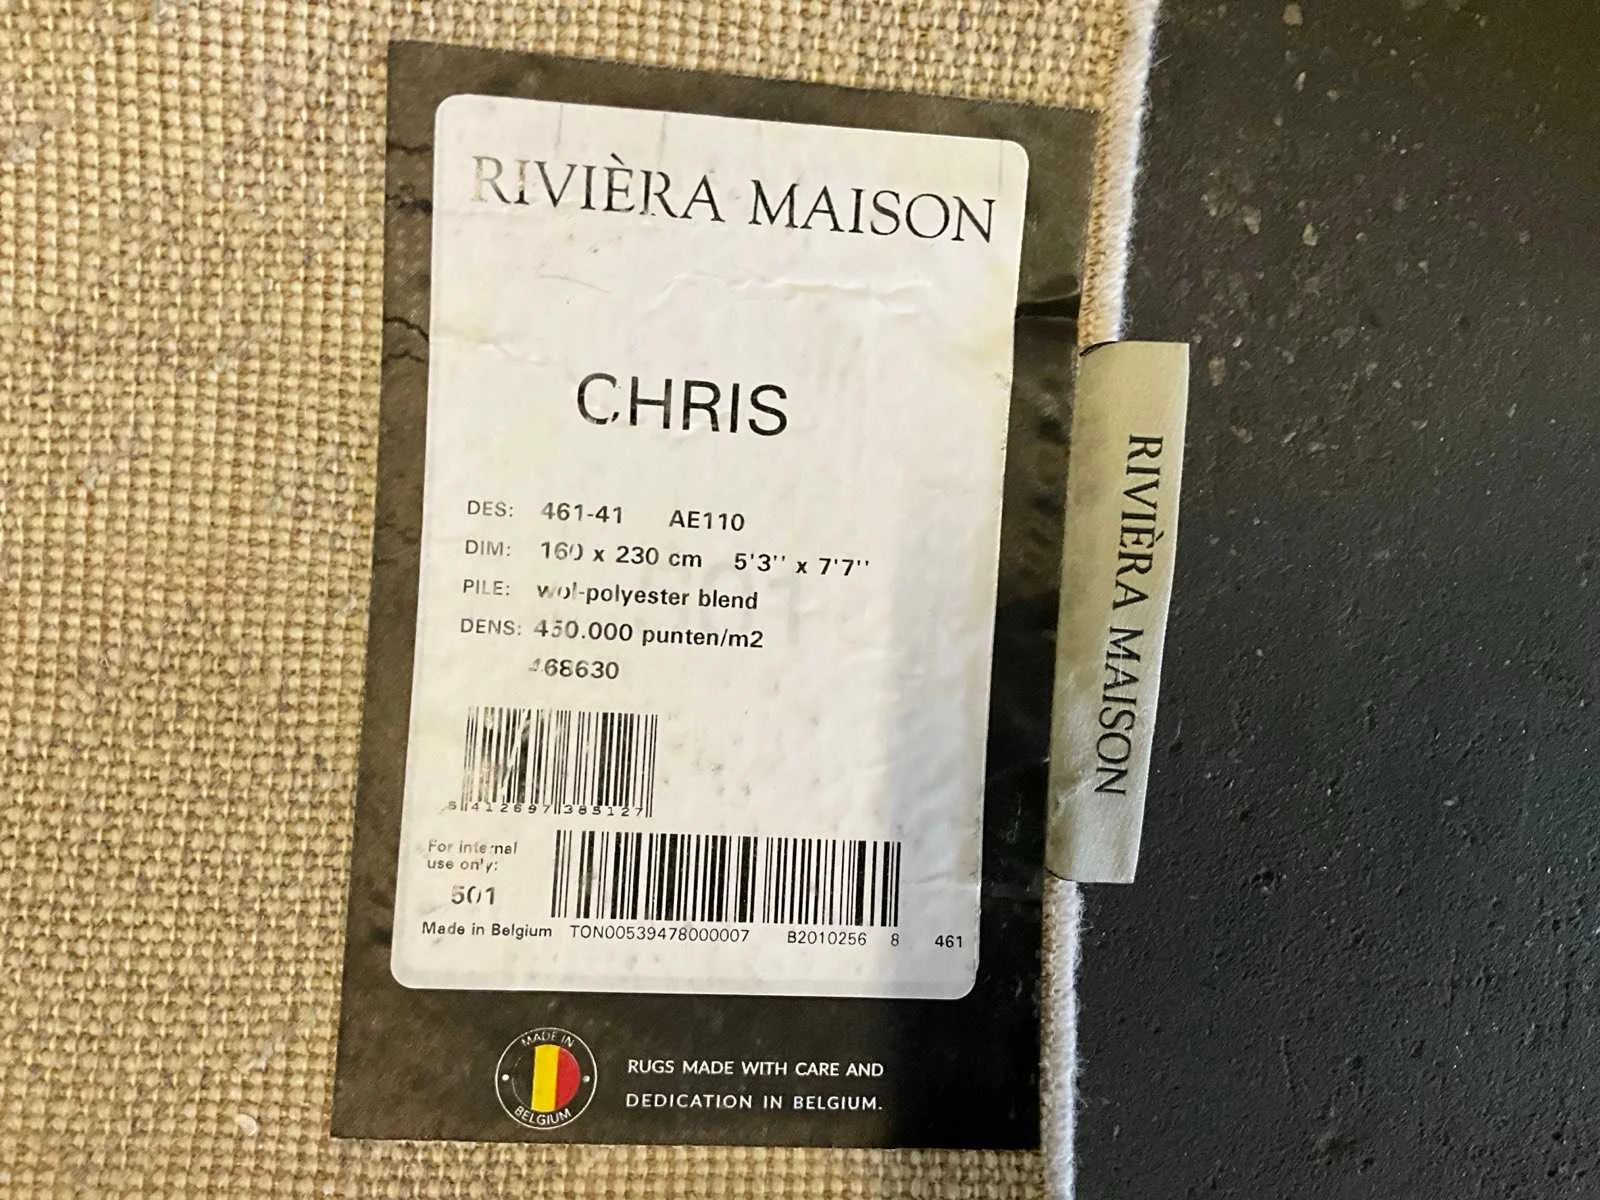 RIVIÈRA MAISON
CHRIS
DES: 461-41 AE110
DIM: 160 x 230 cm 5'3'' x 7'7''
PILE: wol-polyester blend
DENS: 450.000 punten/m2
468630
5 412697 385127
For internal
use only:
501
Made in Belgium TON00539478000007 B2010256 8 461
MADE IN
BELGIUM
RUGS MADE WITH CARE AND
DEDICATION IN BELGIUM.
RIVIÈRA MAISON